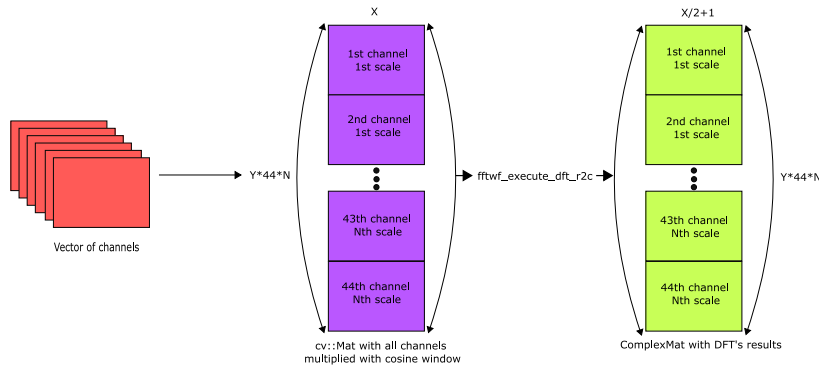 X
X/2+1
1st channel
1st scale
2nd channel
1st scale
43th channel
Nth scale
44th channel
Nth scale
1st channel
1st scale
2nd channel
1st scale
43th channel
Nth scale
44th channel
Nth scale
Y*44*N
fftwf_execute_dft_r2c
Y*44*N
Vector of channels
cv::Mat with all channels
multiplied with cosine window
ComplexMat with DFT's results